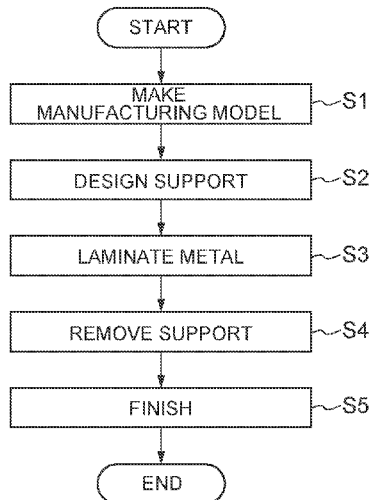 START
MAKE
MANUFACTURING MODEL
S1
DESIGN SUPPORT
S2
LAMINATE METAL
S3
REMOVE SUPPORT
S4
FINISH
S5
END